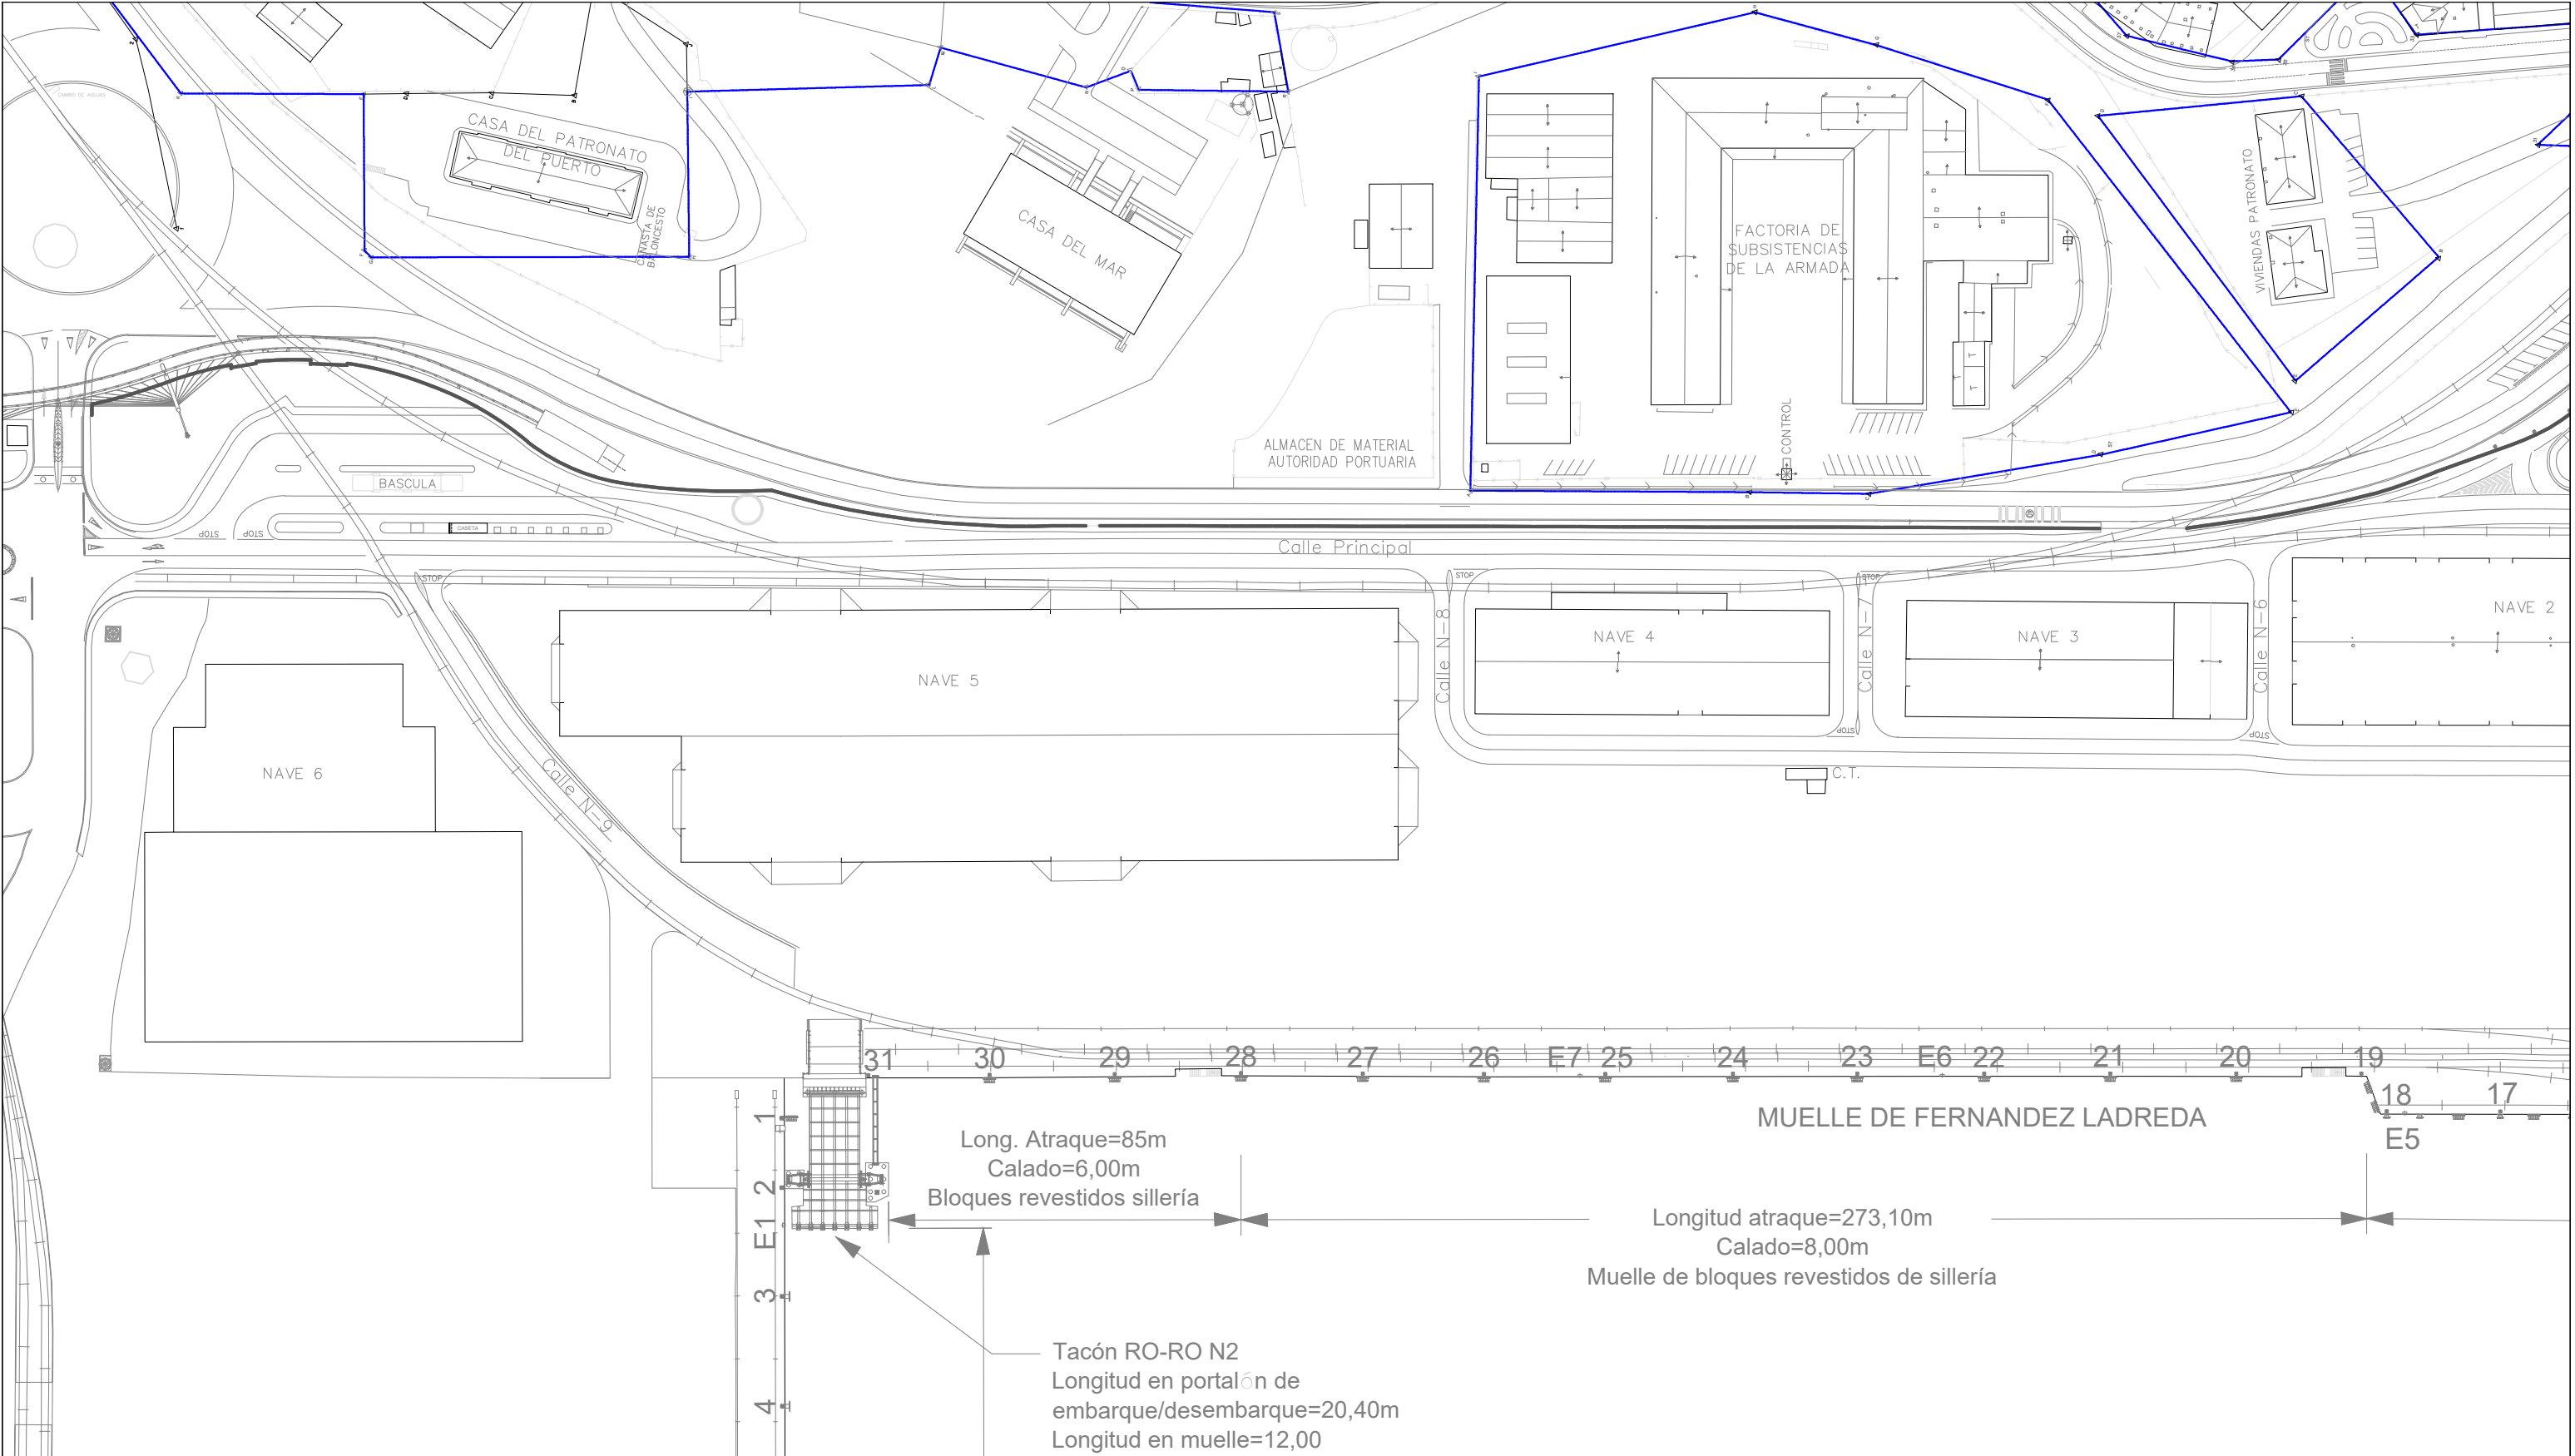 CAMBIO DE AGUJAS
CASA DEL PATRONATO
DEL PUERTO
CANASTA DE
BALONCESTO
CASA DEL MAR
FACTORIA DE
SUBSISTENCIAS
DE LA ARMADA
VIVIENDAS PATRONATO
CONTROL
ALMACEN DE MATERIAL
AUTORIDAD PORTUARIA
BASCULA
CASETA
STOP
STOP
Calle Principal
STOP
STOP
STOP
NAVE 2
NAVE 4
NAVE 3
Calle N-8
Calle N-7
Calle N-6
NAVE 5
STOP
STOP
NAVE 6
Calle N-9
C.T.
31 30 29 28 27 26 E7 25 24 23 E6 22 21 20 19
18 17
E5
MUELLE DE FERNANDEZ LADREDA
1
2
E1
3
4
Long. Atraque=85m
Calado=6,00m
Bloques revestidos sillería
Longitud atraque=273,10m
Calado=8,00m
Muelle de bloques revestidos de sillería
Tacón RO-RO N2
Longitud en portalón de
embarque/desembarque=20,40m
Longitud en muelle=12,00